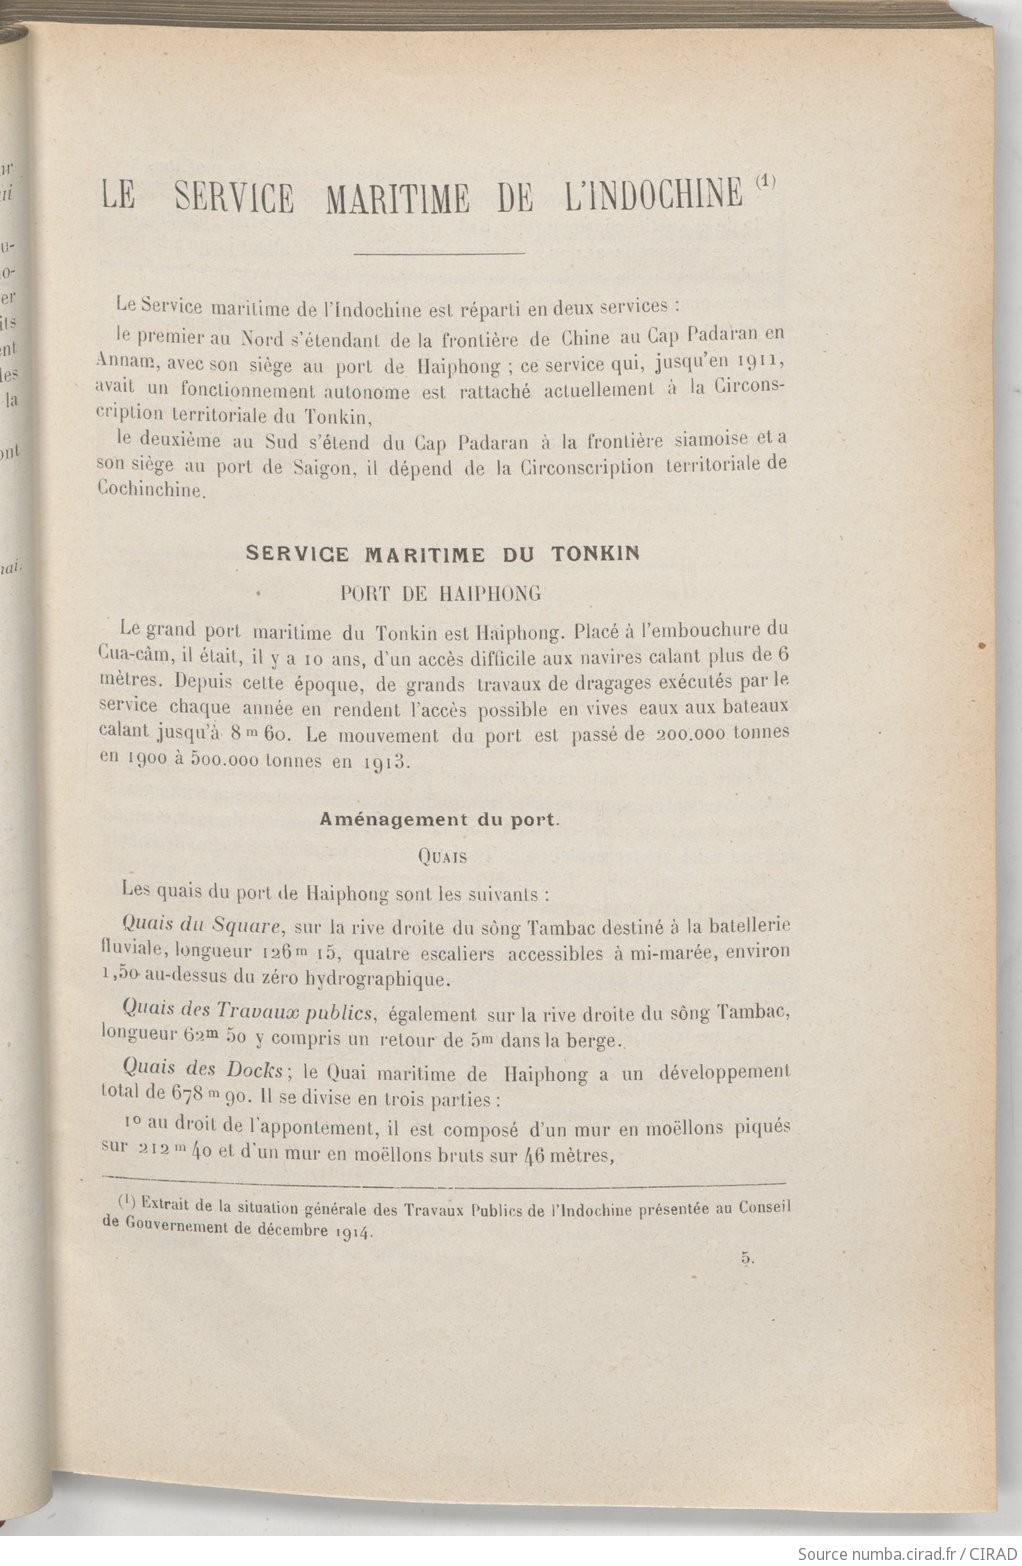 LE SERVICE MARITIME DE L'INDOCHINE (1)
Le Service maritime de l'Indochine est réparti en deux services :
le premier au Nord s'étendant de la frontière de Chine au Cap Padaran en
Annam, avec son siège au port de Haiphong ; ce service qui, jusqu'en 1911,
avait un fonctionnement autonome est rattaché actuellement à la Circons-
cription territoriale du Tonkin,
le deuxième au Sud s'étend du Cap Padaran à la frontière siamoise et a
son siège au port de Saigon, il dépend de la Circonscription territoriale de
Cochinchine.
SERVICE MARITIME DU TONKIN
PORT DE HAIPHONG
Le grand port maritime du Tonkin est Haiphong. Placé à l'embouchure du
Cua-câm, il était, il y a 10 ans, d'un accès difficile aux navires calant plus de 6
mètres. Depuis cette époque, de grands travaux de dragages exécutés par le
service chaque année en rendent l'accès possible en vives eaux aux bateaux
calant jusqu'à 8 m 60. Le mouvement du port est passé de 200.000 tonnes
en 1900 à 500.000 tonnes en 1913.
Aménagement du port.
QUAIS
Les quais du port de Haiphong sont les suivants :
Quais du Square, sur la rive droite du sông Tambac destiné à la batellerie
fluviale, longueur 126m 15, quatre escaliers accessibles à mi-marée, environ
1,50 au-dessus du zéro hydrographique.
Quais des Travaux publics, également sur la rive droite du sông Tambac,
longueur 62m 50 y compris un retour de 5m dans la berge.
Quais des Docks ; le Quai maritime de Haiphong a un développement
total de 678 m 90. Il se divise en trois parties :
1° au droit de l'appontement, il est composé d'un mur en moëllons piqués
sur 212 m 40 et d'un mur en moëllons bruts sur 46 mètres,
(1) Extrait de la situation générale des Travaux Publics de l'Indochine présentée au Conseil
de Gouvernement de décembre 1914.
5.
Source numba.cirad.fr / CIRAD